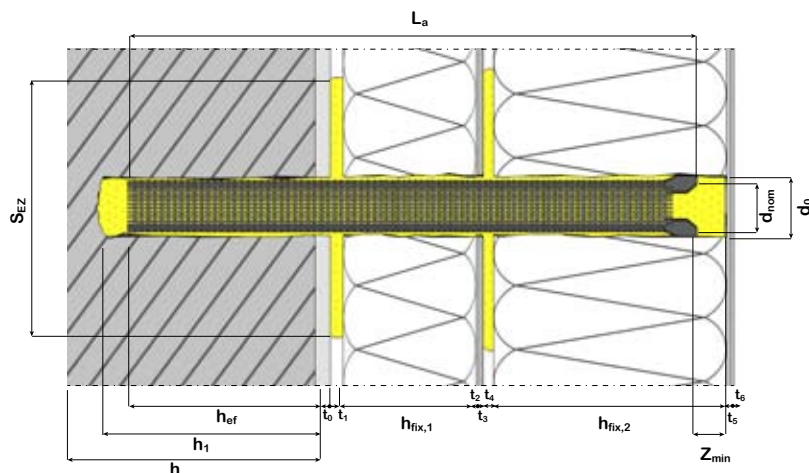 La
SEZ
dnom
d0
hef
t0
t1
hfix,1
t2
t3
t4
hfix,2
t5
t6
h1
Zmin
h